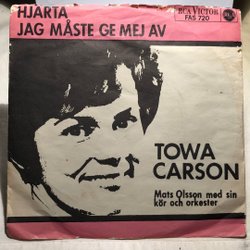 HJÄRTA
JAG MÅSTE GE MEJ AV
RCA VICTOR
FAS 720
TOWA
CARSON
Mats Olsson med sin
kör och orkester